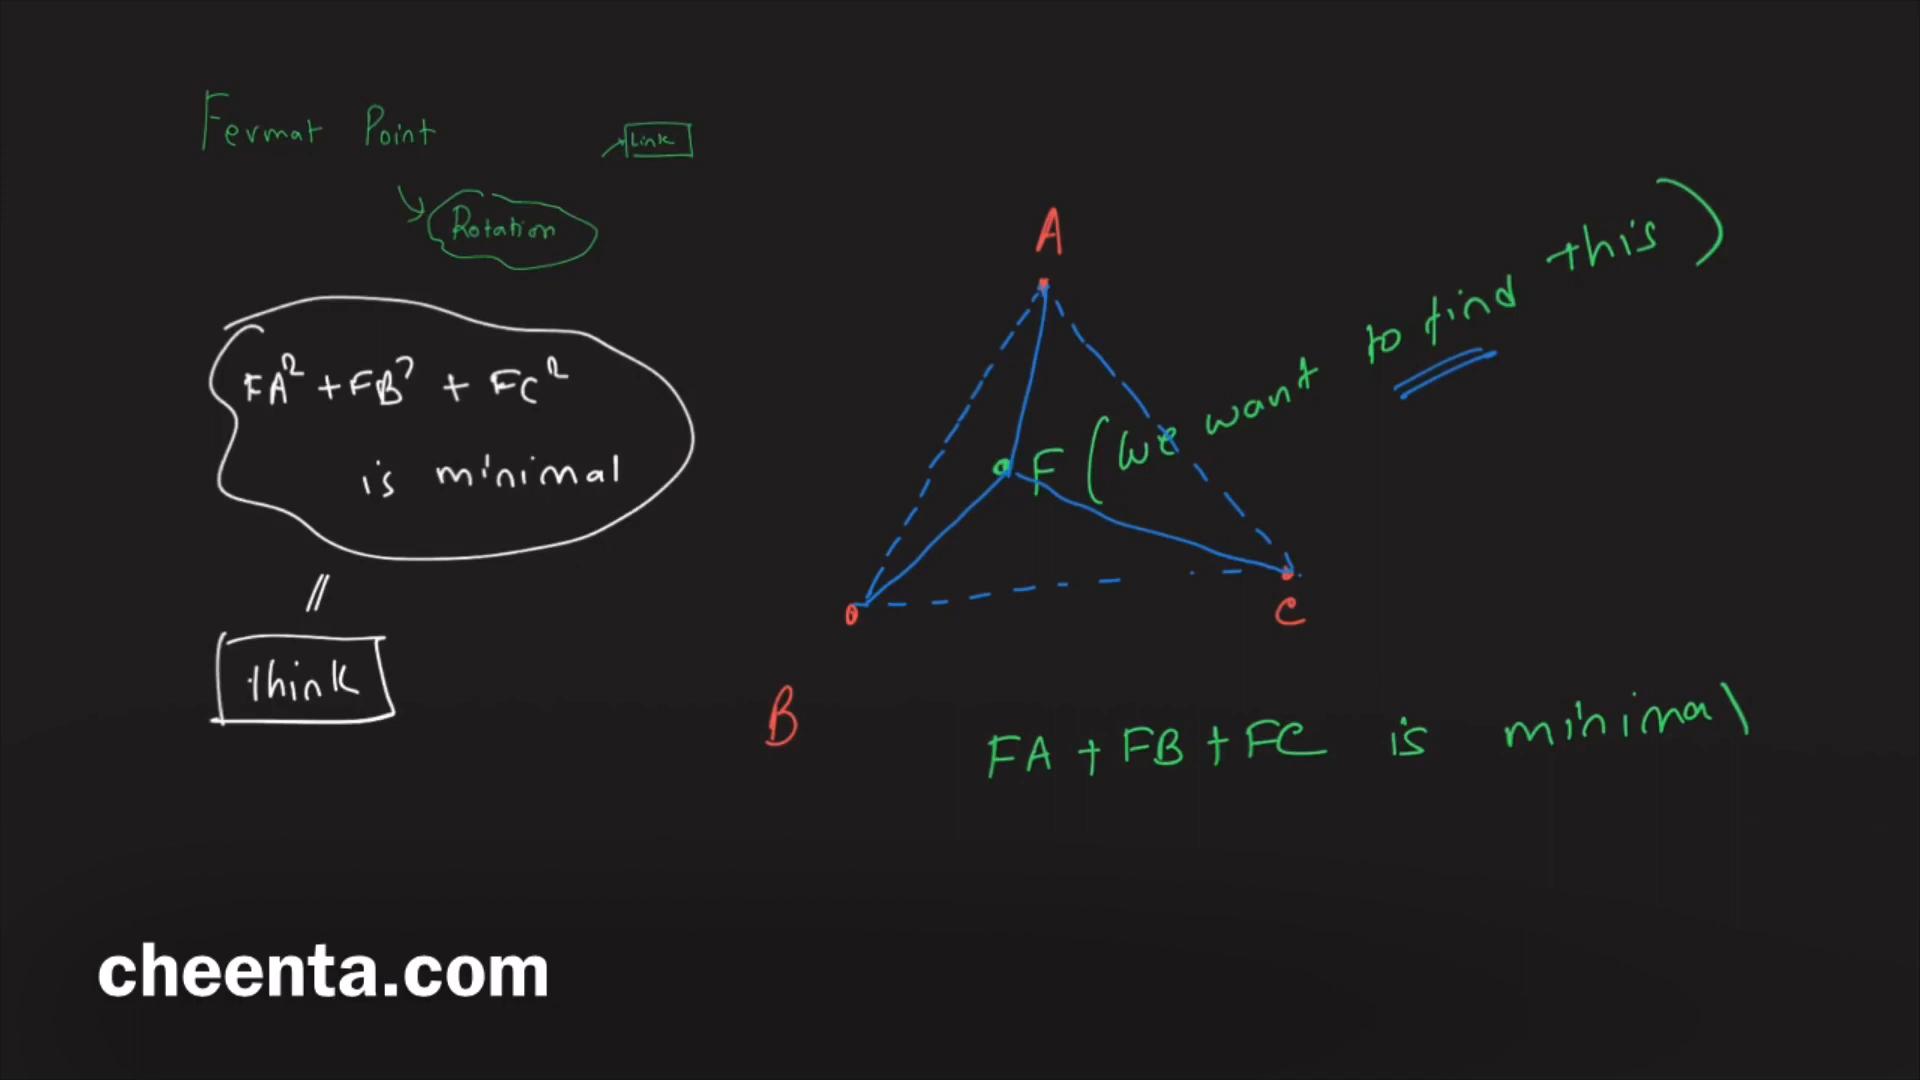 Fermat Point
Link
Rotation
FA² + FB² + FC²
is minimal
think
A
F (we want to find this)
C
B
FA + FB + FC is minimal
cheenta.com